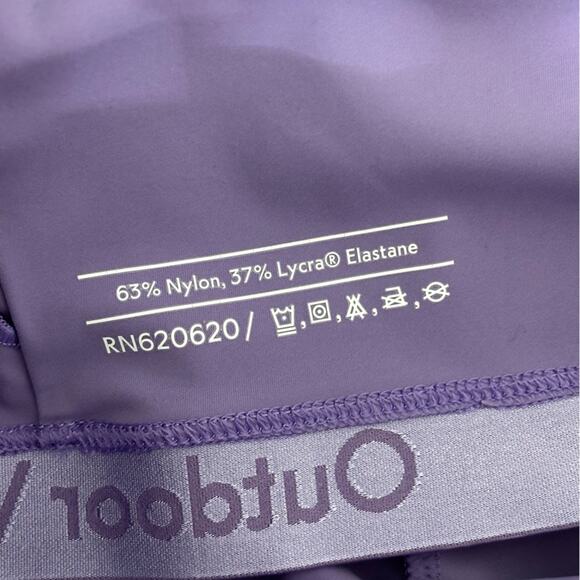 63% Nylon, 37% Lycra® Elastane
RN620620/
Outdoor